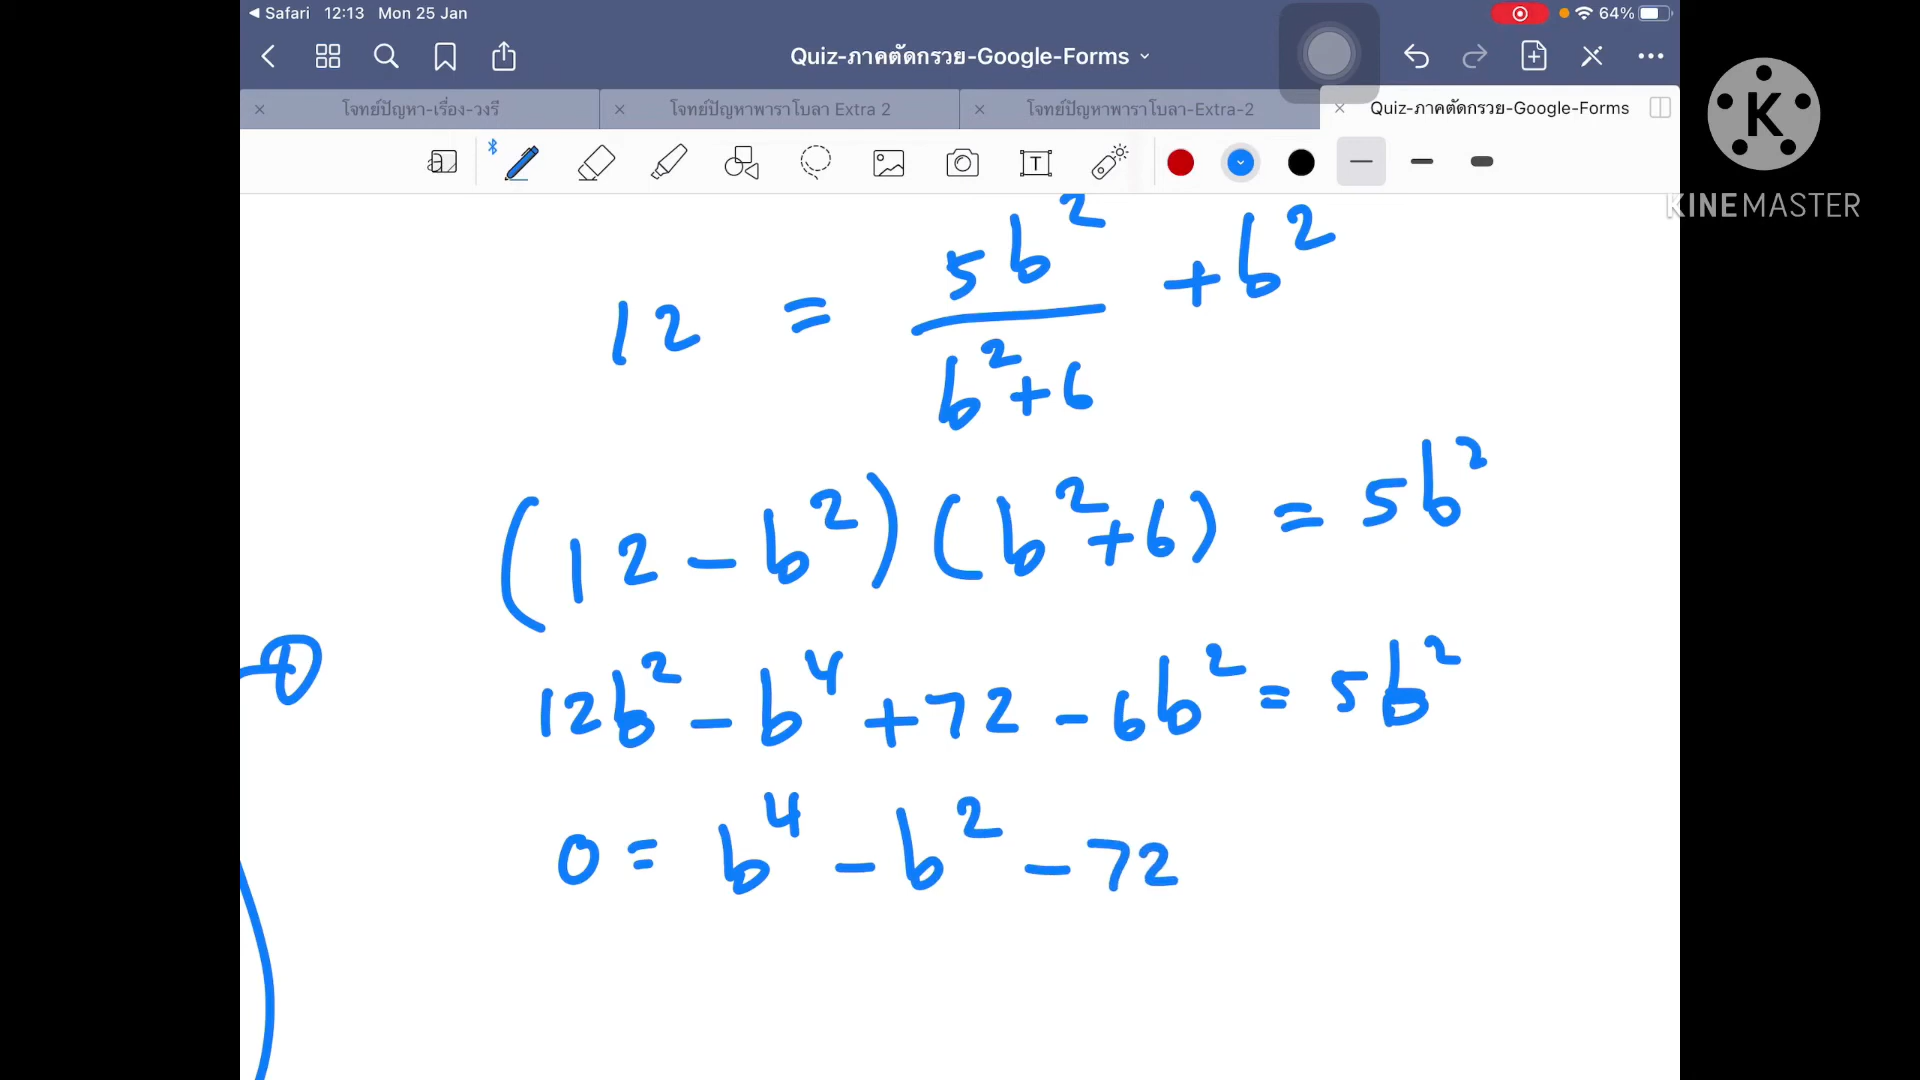 Safari 12:13 Mon 25 Jan
64%
Quiz-ภาคตัดกรวย-Google-Forms
โจทย์ปัญหา-เรื่อง-วงรี
โจทย์ปัญหาพาราโบลา Extra 2
โจทย์ปัญหาพาราโบลา-Extra-2
Quiz-ภาคตัดกรวย-Google-Forms
K
KINEMASTER
a
T
12 = 5b²/(b²+6) + b²
(12 - b²)(b²+6) = 5b²
①
12b² - b⁴ + 72 - 6b² = 5b²
0 = b⁴ - b² - 72